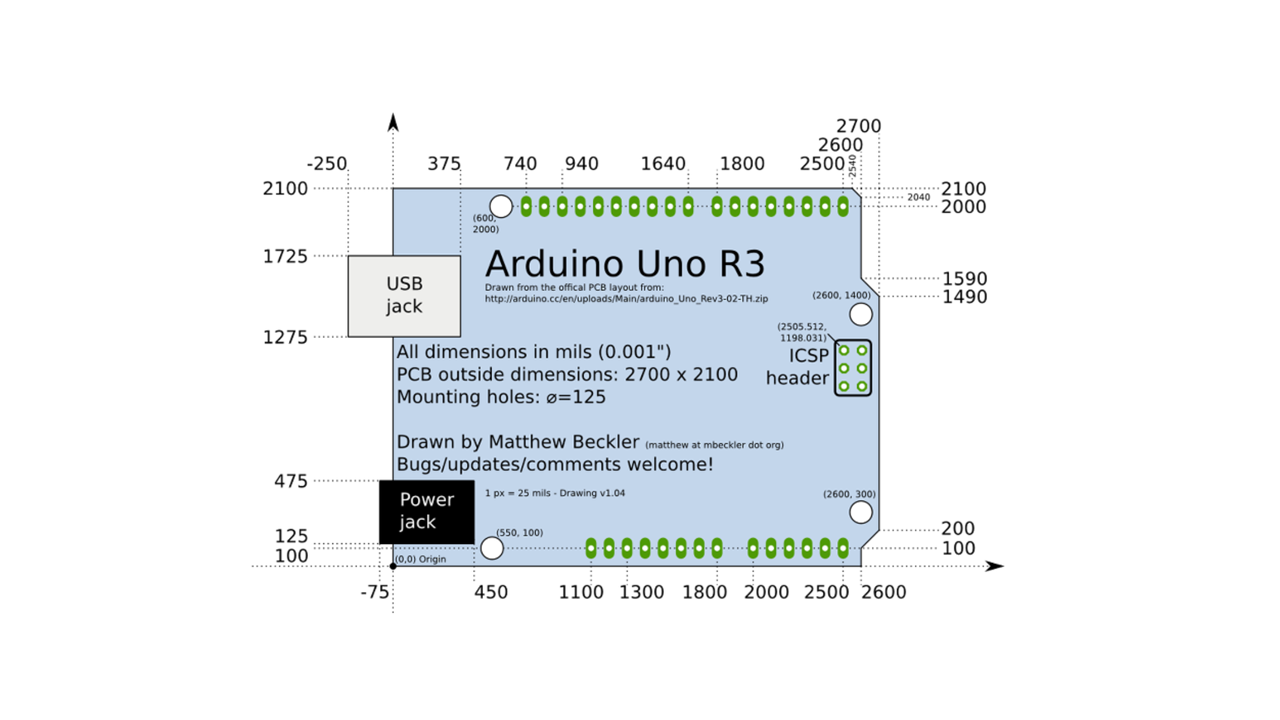 2700
2600
-250 375 740 940 1640 1800 2500 2540
2100 2100
2040
2000
(600,
2000)
1725
Arduino Uno R3
Drawn from the offical PCB layout from:
http://arduino.cc/en/uploads/Main/arduino_Uno_Rev3-02-TH.zip
USB
jack
1590
1490
(2600, 1400)
1275
(2505.512,
1198.031)
ICSP
header
All dimensions in mils (0.001")
PCB outside dimensions: 2700 x 2100
Mounting holes: ⌀=125
Drawn by Matthew Beckler (matthew at mbeckler dot org)
Bugs/updates/comments welcome!
475
Power
jack
1 px = 25 mils - Drawing v1.04
(2600, 300)
125 200
(550, 100)
100 100
(0,0) Origin
-75 450 1100 1300 1800 2000 2500 2600